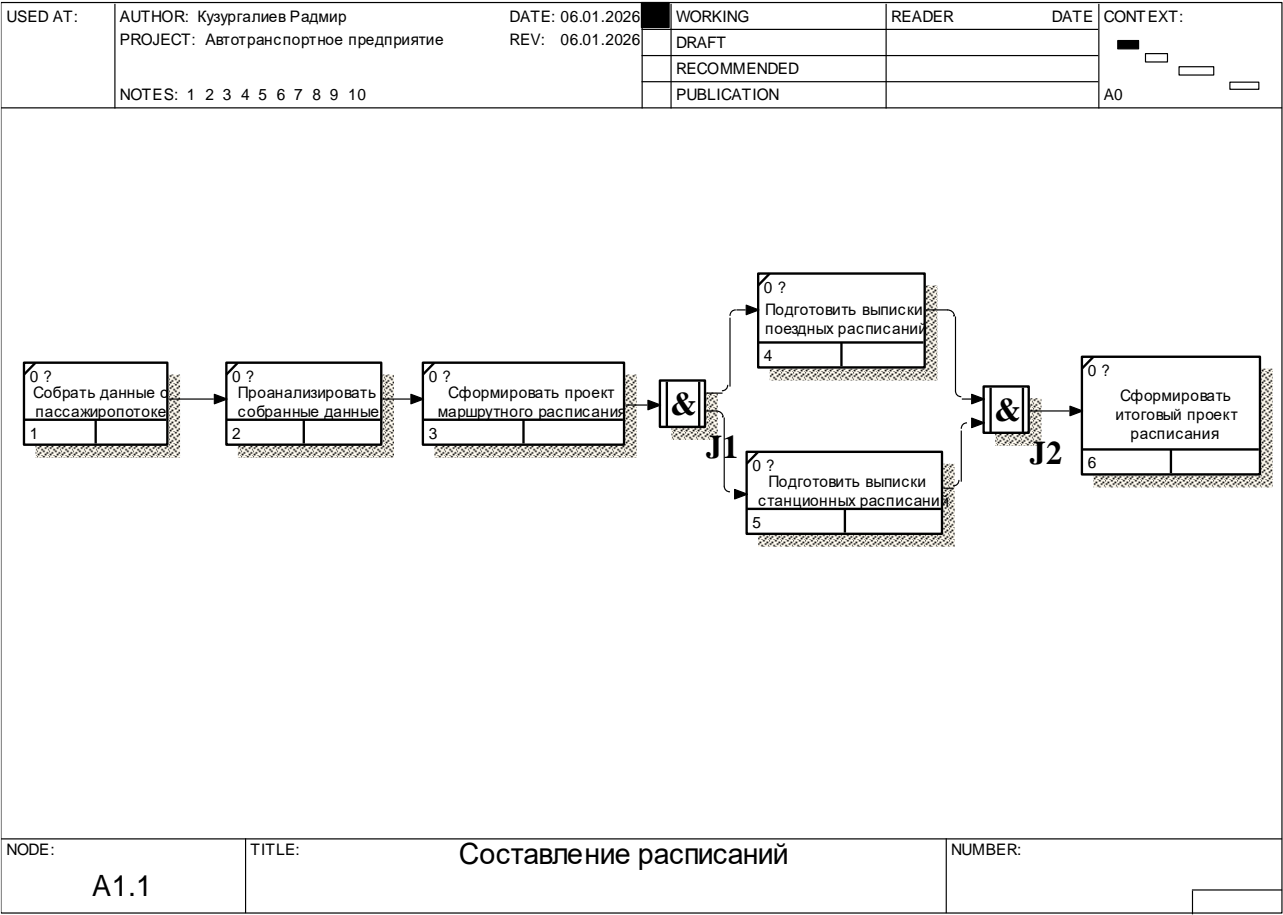 USED AT:
AUTHOR: Кузургалиев Радмир
DATE: 06.01.2026
PROJECT: Автотранспортное предприятие
REV: 06.01.2026
NOTES: 1 2 3 4 5 6 7 8 9 10
WORKING
DRAFT
RECOMMENDED
PUBLICATION
READER DATE
CONTEXT:
A0
0 ?
Собрать данные о
пассажиропотоке
1
0 ?
Проанализировать
собранные данные
2
0 ?
Сформировать проект
маршрутного расписания
3
&
J1
0 ?
Подготовить выписки
поездных расписаний
4
0 ?
Подготовить выписки
станционных расписаний
5
&
J2
0 ?
Сформировать
итоговый проект
расписания
6
NODE:
A1.1
TITLE:
Составление расписаний
NUMBER: